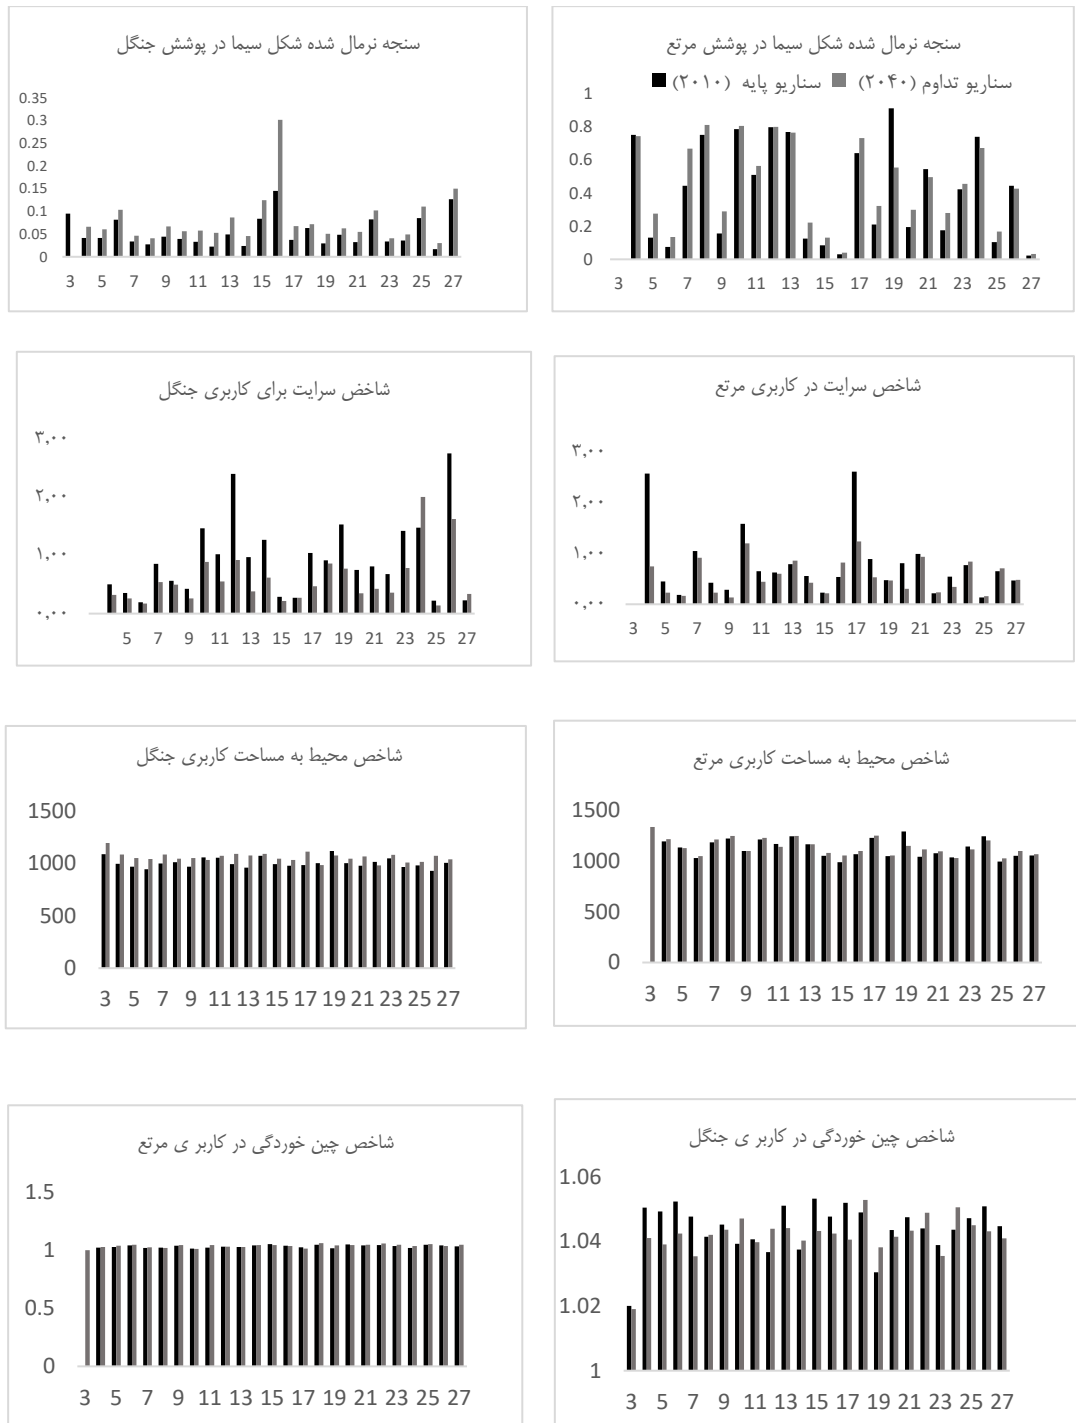 سنجه نرمال شده شکل سیما در پوشش جنگل
0.35
0.3
0.25
0.2
0.15
0.1
0.05
0
3 5 7 9 11 13 15 17 19 21 23 25 27
سنجه نرمال شده شکل سیما در پوشش مرتع
سناریو پایه (۲۰۱۰) سناریو تداوم (۲۰۴۰)
1
0.8
0.6
0.4
0.2
0
3 5 7 9 11 13 15 17 19 21 23 25 27
شاخض سرایت برای کاربری جنگل
۳,۰۰
۲,۰۰
۱,۰۰
۰,۰۰
5 7 9 11 13 15 17 19 21 23 25 27
شاخص سرایت در کاربری مرتع
۳,۰۰
۲,۰۰
۱,۰۰
۰,۰۰
3 5 7 9 11 13 15 17 19 21 23 25 27
شاخص محیط به مساحت کاربری جنگل
1500
1000
500
0
3 5 7 9 11 13 15 17 19 21 23 25 27
شاخص محیط به مساحت کاربری مرتع
1500
1000
500
0
3 5 7 9 11 13 15 17 19 21 23 25 27
شاخص چین خوردگی در کاربر ی مرتع
1.5
1
0.5
0
3 5 7 9 11 13 15 17 19 21 23 25 27
شاخص چین خوردگی در کاربر ی جنگل
1.06
1.04
1.02
1
3 5 7 9 11 13 15 17 19 21 23 25 27